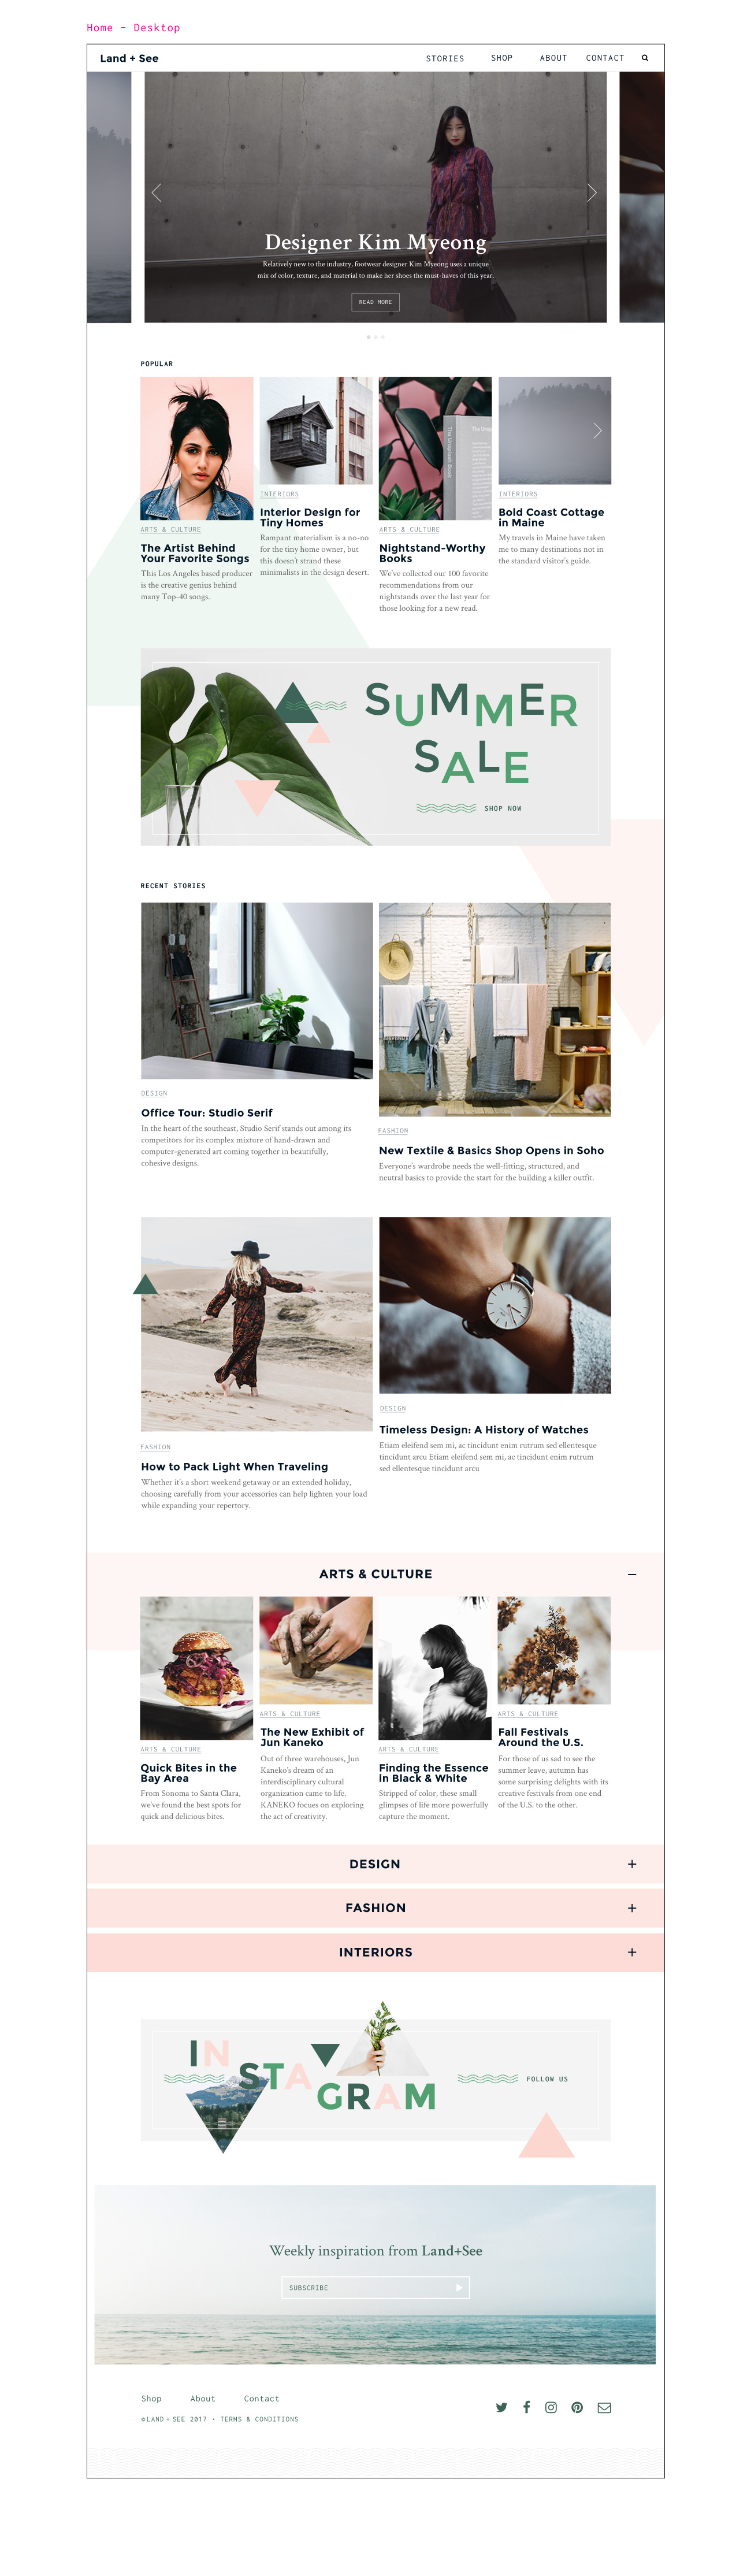 Home - Desktop
Land + See
STORIES SHOP ABOUT CONTACT
Designer Kim Myeong
Relatively new to the industry, footwear designer Kim Myeong uses a unique
mix of color, texture, and material to make her shoes the must-haves of this year.
READ MORE
POPULAR
ARTS & CULTURE
The Artist Behind
Your Favorite Songs
This Los Angeles based producer
is the creative genius behind
many Top-40 songs.
INTERIORS
Interior Design for
Tiny Homes
Rampant materialism is a no-no
for the tiny home owner, but
this doesn't strand these
minimalists in the design desert.
ARTS & CULTURE
Nightstand-Worthy
Books
We've collected our 100 favorite
recommendations from our
nightstands over the last year for
those looking for a new read.
INTERIORS
Bold Coast Cottage
in Maine
My travels in Maine have taken
me to many destinations not in
the standard visitor's guide.
SUMMER
SALE
SHOP NOW
RECENT STORIES
DESIGN
Office Tour: Studio Serif
In the heart of the southeast, Studio Serif stands out among its
competitors for its complex mixture of hand-drawn and
computer-generated art coming together in beautifully,
cohesive designs.
FASHION
New Textile & Basics Shop Opens in Soho
Everyone's wardrobe needs the well-fitting, structured, and
neutral basics to provide the start for the building a killer outfit.
FASHION
How to Pack Light When Traveling
Whether it's a short weekend getaway or an extended holiday,
choosing carefully from your accessories can help lighten your load
while expanding your repertory.
DESIGN
Timeless Design: A History of Watches
Etiam eleifend sem mi, ac tincidunt enim rutrum sed ellentesque
tincidunt arcu Etiam eleifend sem mi, ac tincidunt enim rutrum
sed ellentesque tincidunt arcu
ARTS & CULTURE
ARTS & CULTURE
Quick Bites in the
Bay Area
From Sonoma to Santa Clara,
we've found the best spots for
quick and delicious bites.
ARTS & CULTURE
The New Exhibit of
Jun Kaneko
Out of three warehouses, Jun
Kaneko's dream of an
interdisciplinary cultural
organization came to life.
KANEKO focues on exploring
the act of creativity.
ARTS & CULTURE
Finding the Essence
in Black & White
Stripped of color, these small
glimpses of life more powerfully
capture the moment.
ARTS & CULTURE
Fall Festivals
Around the U.S.
For those of us sad to see the
summer leave, autumn has
some surprising delights with its
creative festivals from one end
of the U.S. to the other.
DESIGN
FASHION
INTERIORS
INSTAGRAM
FOLLOW US
Weekly inspiration from Land+See
SUBSCRIBE
Shop About Contact
©LAND + SEE 2017 · TERMS & CONDITIONS